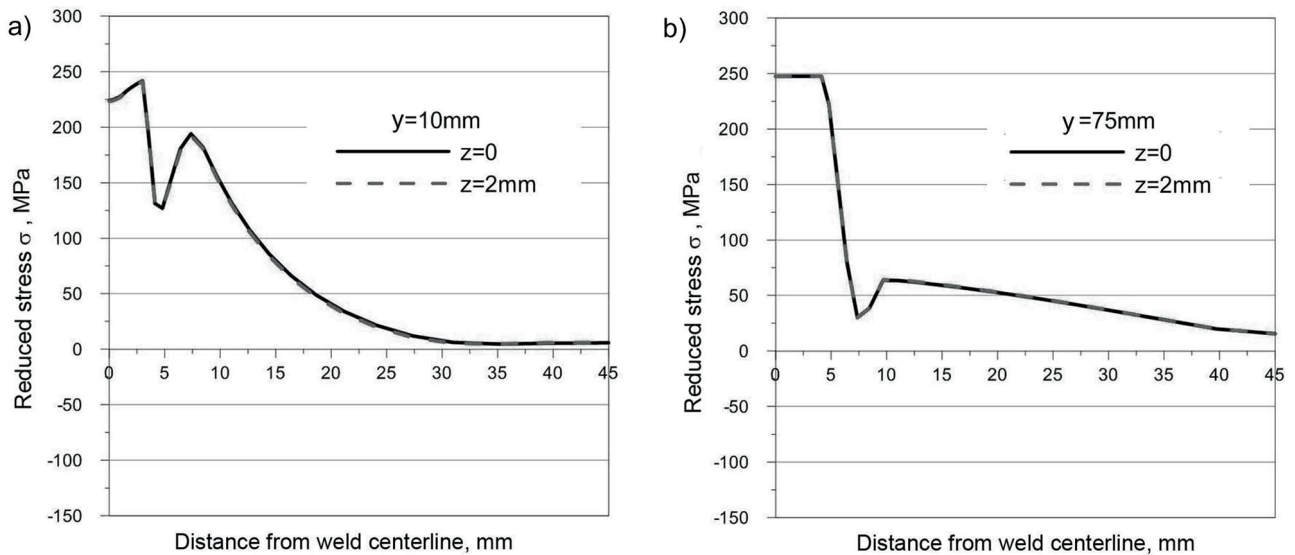 a)
300
250
200
150
100
50
0
-50
-100
-150
Reduced stress σ , MPa
y=10mm
z=0
z=2mm
0 5 10 15 20 25 30 35 40 45
Distance from weld centerline, mm
b)
300
250
200
150
100
50
0
-50
-100
-150
Reduced stress σ , MPa
y =75mm
z=0
z=2mm
0 5 10 15 20 25 30 35 40 45
Distance from weld centerline, mm